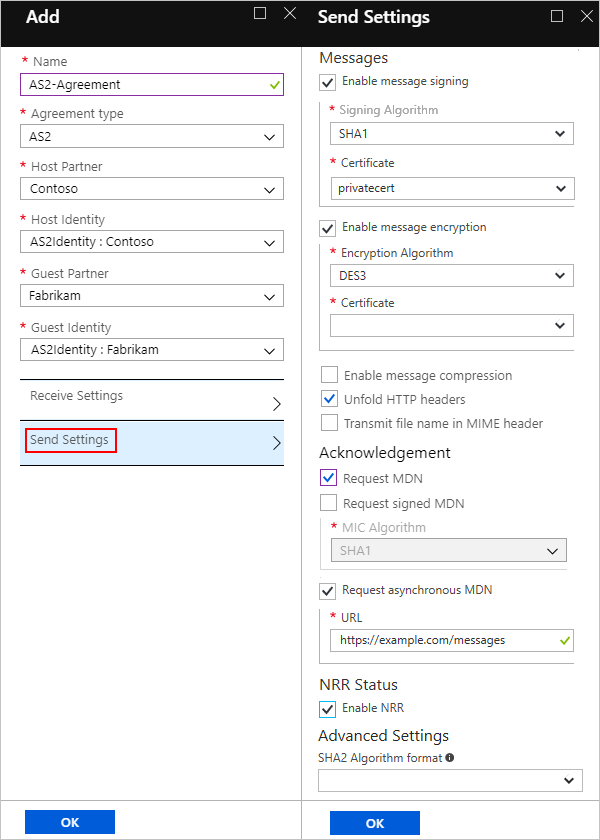 Add
* Name
AS2-Agreement
* Agreement type
AS2
* Host Partner
Contoso
* Host Identity
AS2Identity : Contoso
* Guest Partner
Fabrikam
* Guest Identity
AS2Identity : Fabrikam
Receive Settings
Send Settings
OK
Send Settings
Messages
Enable message signing
* Signing Algorithm
SHA1
* Certificate
privatecert
Enable message encryption
* Encryption Algorithm
DES3
* Certificate
Enable message compression
Unfold HTTP headers
Transmit file name in MIME header
Acknowledgement
Request MDN
Request signed MDN
* MIC Algorithm
SHA1
Request asynchronous MDN
* URL
https://example.com/messages
NRR Status
Enable NRR
Advanced Settings
SHA2 Algorithm format
OK